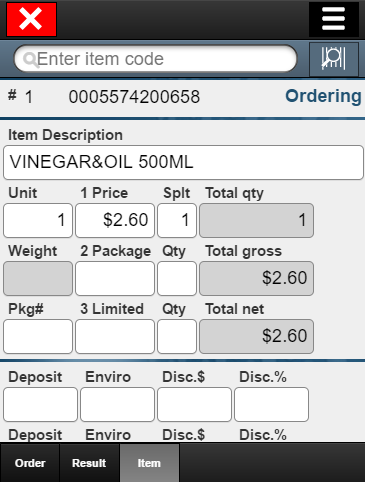 Enter item code
# 1 0005574200658 Ordering
Item Description
VINEGAR&OIL 500ML
Unit 1 Price Splt Total qty
1 $2.60 1 1
Weight 2 Package Qty Total gross
$2.60
Pkg# 3 Limited Qty Total net
$2.60
Deposit Enviro Disc.$ Disc.%
Deposit Enviro Disc.$ Disc.%
Order Result Item